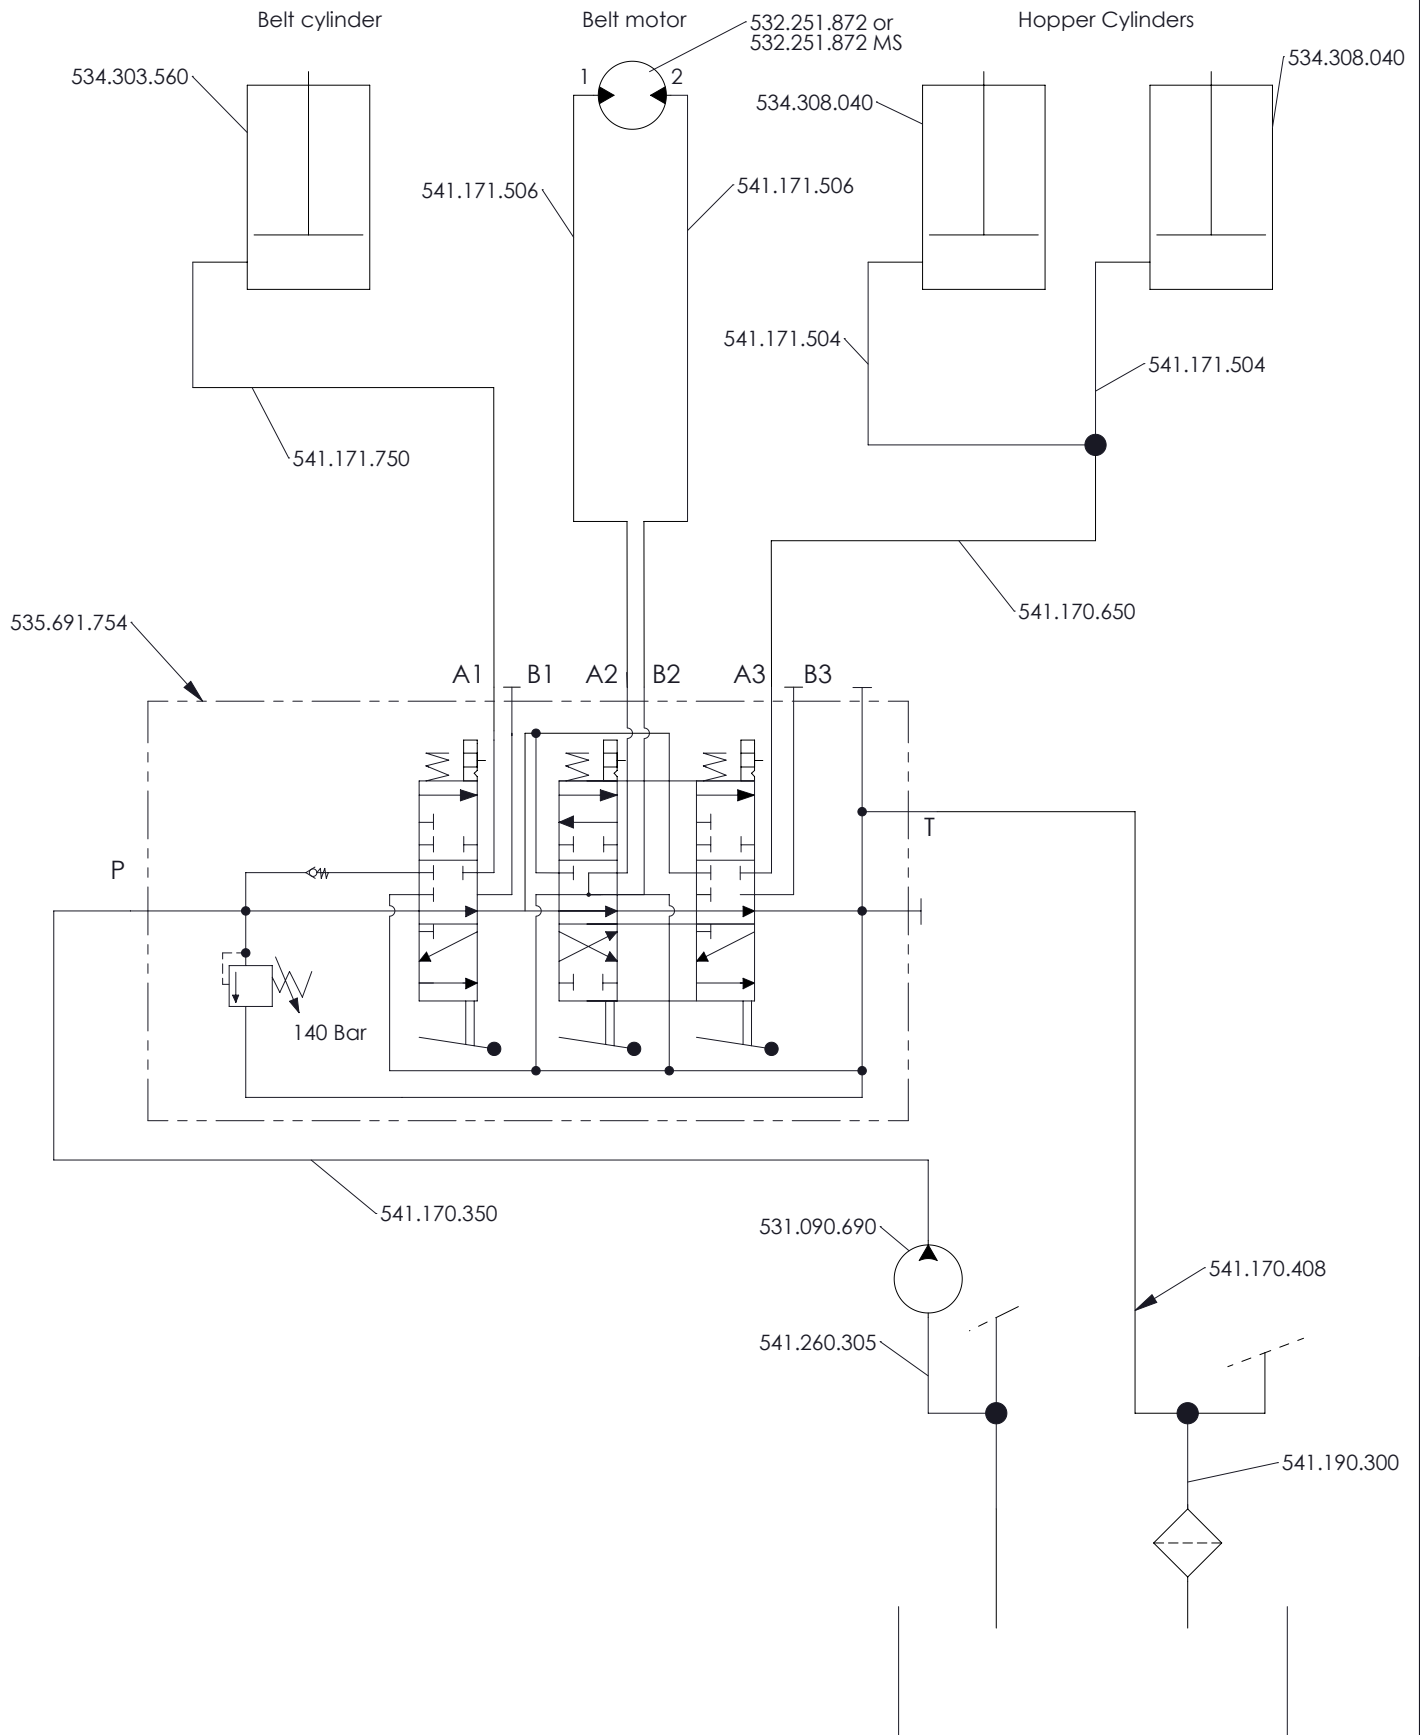 Belt cylinder
Belt motor
Hopper Cylinders
532.251.872 or
532.251.872 MS
534.303.560
1
2
534.308.040
534.308.040
541.171.506
541.171.506
541.171.504
541.171.504
541.171.750
541.170.650
535.691.754
A1
B1
A2
B2
A3
B3
P
T
140 Bar
541.170.350
531.090.690
541.170.408
541.260.305
541.190.300